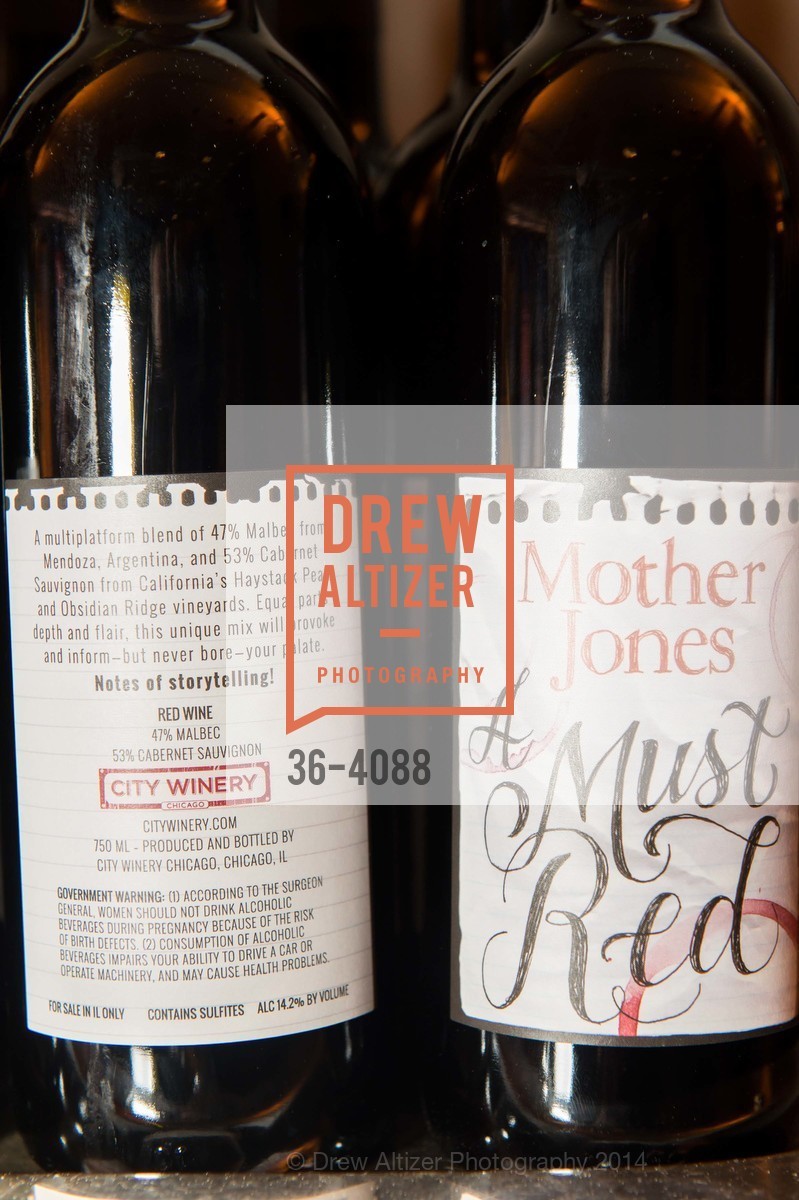 A multiplatform blend of 47% Malbec from
Mendoza, Argentina, and 53% Cabernet
Sauvignon from California's Haystack Peak
and Obsidian Ridge vineyards. Equal parts
depth and flair, this unique mix will provoke
and inform—but never bore—your palate.
Notes of storytelling!
RED WINE
47% MALBEC
53% CABERNET SAUVIGNON
CITY WINERY
CHICAGO
CITYWINERY.COM
750 ML - PRODUCED AND BOTTLED BY
CITY WINERY CHICAGO, CHICAGO, IL
GOVERNMENT WARNING: (1) ACCORDING TO THE SURGEON
GENERAL, WOMEN SHOULD NOT DRINK ALCOHOLIC
BEVERAGES DURING PREGNANCY BECAUSE OF THE RISK
OF BIRTH DEFECTS. (2) CONSUMPTION OF ALCOHOLIC
BEVERAGES IMPAIRS YOUR ABILITY TO DRIVE A CAR OR
OPERATE MACHINERY, AND MAY CAUSE HEALTH PROBLEMS.
FOR SALE IN IL ONLY CONTAINS SULFITES ALC 14.2% BY VOLUME
Mother
Jones
A
Must
Red
DREW
ALTIZER
PHOTOGRAPHY
36-4088
© Drew Altizer Photography 2014